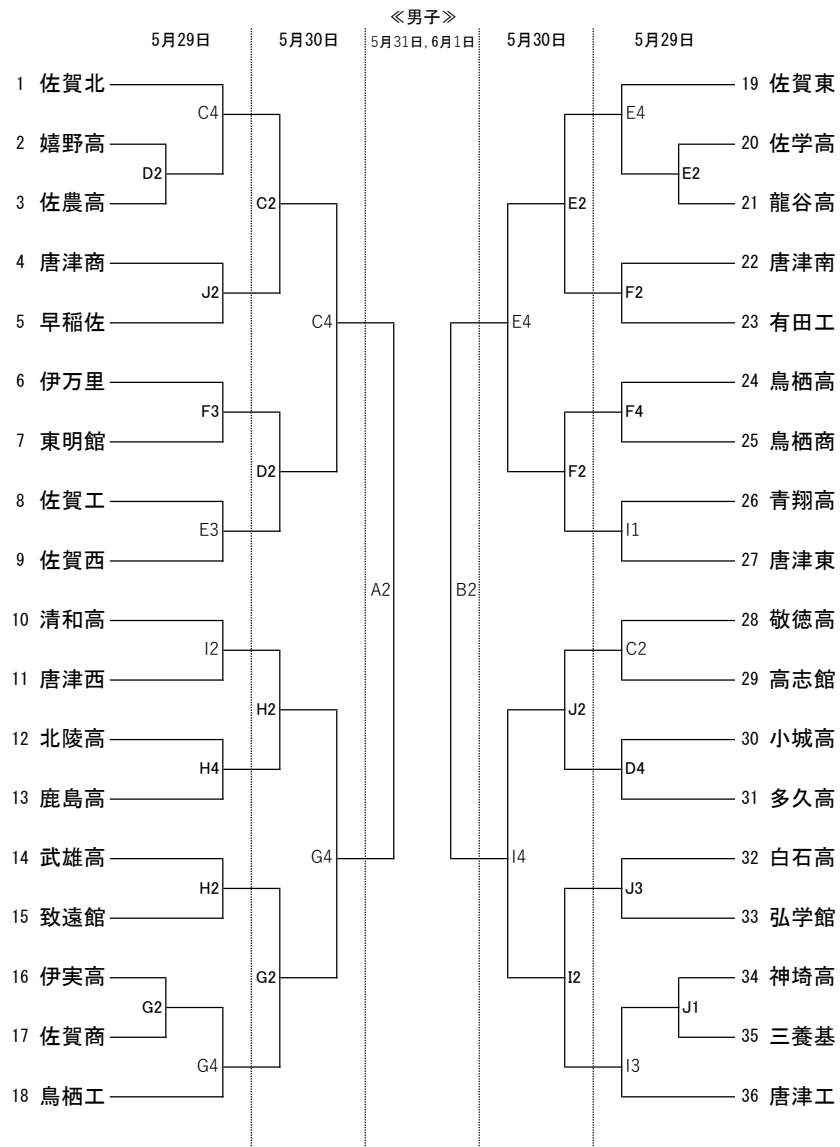 ≪男子≫
5月29日 5月30日 5月31日, 6月1日 5月30日 5月29日
1 佐賀北 19 佐賀東
C4 E4
2 嬉野高 20 佐学高
D2 E2
3 佐農高 C2 E2 21 龍谷高
4 唐津商 22 唐津南
J2 F2
5 早稲佐 C4 E4 23 有田工
6 伊万里 24 鳥栖高
F3 F4
7 東明館 25 鳥栖商
D2 F2
8 佐賀工 26 青翔高
E3 I1
9 佐賀西 27 唐津東
A2 B2
10 清和高 28 敬徳高
I2 C2
11 唐津西 29 高志館
H2 J2
12 北陵高 30 小城高
H4 D4
13 鹿島高 31 多久高
14 武雄高 G4 I4 32 白石高
H2 J3
15 致遠館 33 弘学館
16 伊実高 G2 I2 34 神埼高
G2 J1
17 佐賀商 35 三養基
G4 I3
18 鳥栖工 36 唐津工